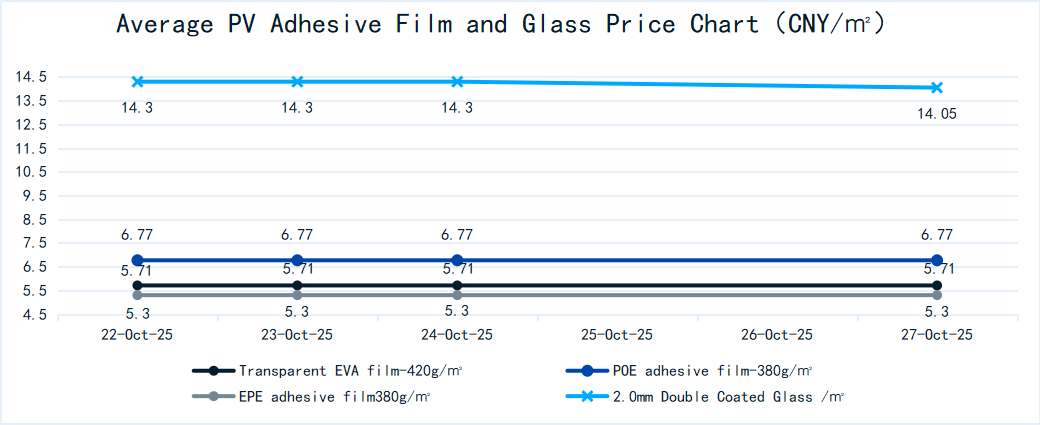 Average PV Adhesive Film and Glass Price Chart (CNY/㎡)
14.5
13.5
12.5
11.5
10.5
9.5
8.5
7.5
6.5
5.5
4.5
14.3 14.3 14.3 14.05
6.77 6.77 6.77 6.77
5.71 5.71 5.71 5.71
5.3 5.3 5.3 5.3
22-Oct-25 23-Oct-25 24-Oct-25 25-Oct-25 26-Oct-25 27-Oct-25
Transparent EVA film-420g/㎡ POE adhesive film-380g/㎡
EPE adhesive film380g/㎡ 2.0mm Double Coated Glass /㎡